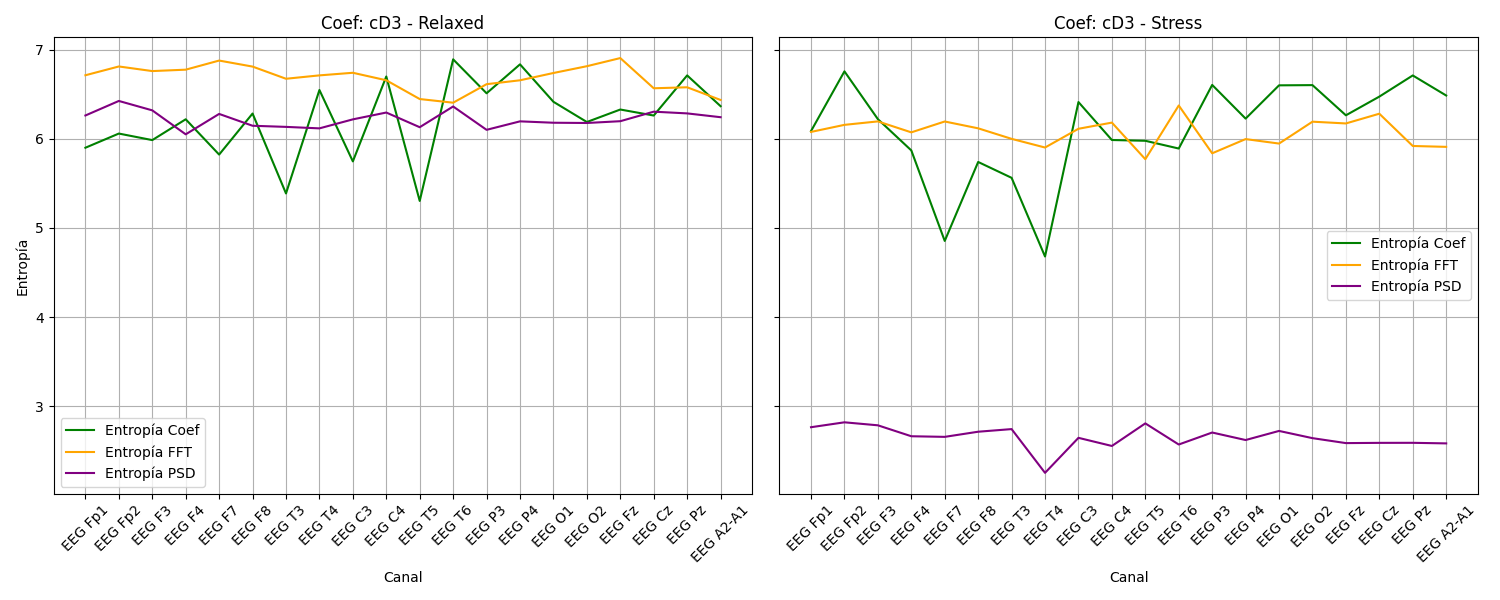 Coef: cD3 - Relaxed
Entropía
7
6
5
4
3
Entropía Coef
Entropía FFT
Entropía PSD
EEG Fp1
EEG Fp2
EEG F3
EEG F4
EEG F7
EEG F8
EEG T3
EEG T4
EEG C3
EEG C4
EEG T5
EEG T6
EEG P3
EEG P4
EEG O1
EEG O2
EEG Fz
EEG Cz
EEG Pz
EEG A2-A1
Canal
Coef: cD3 - Stress
Entropía Coef
Entropía FFT
Entropía PSD
EEG Fp1
EEG Fp2
EEG F3
EEG F4
EEG F7
EEG F8
EEG T3
EEG T4
EEG C3
EEG C4
EEG T5
EEG T6
EEG P3
EEG P4
EEG O1
EEG O2
EEG Fz
EEG Cz
EEG Pz
EEG A2-A1
Canal